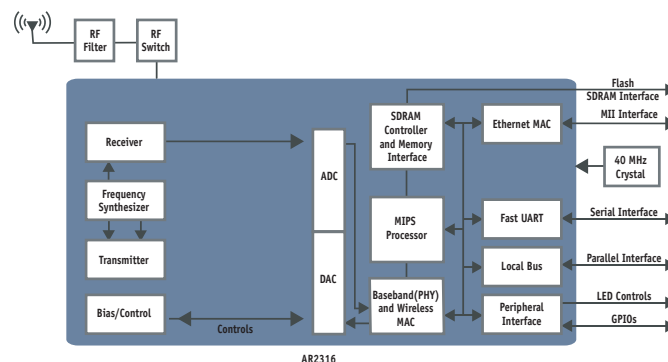 RF
Filter
RF
Switch
Flash
SDRAM Interface
MII Interface
40 MHz
Crystal
Serial Interface
Parallel Interface
LED Controls
GPIOs
Receiver
Frequency
Synthesizer
Transmitter
Bias/Control
Controls
ADC
DAC
SDRAM
Controller
and Memory
Interface
MIPS
Processor
Baseband(PHY)
and Wireless
MAC
Ethernet MAC
Fast UART
Local Bus
Peripheral
Interface
AR2316